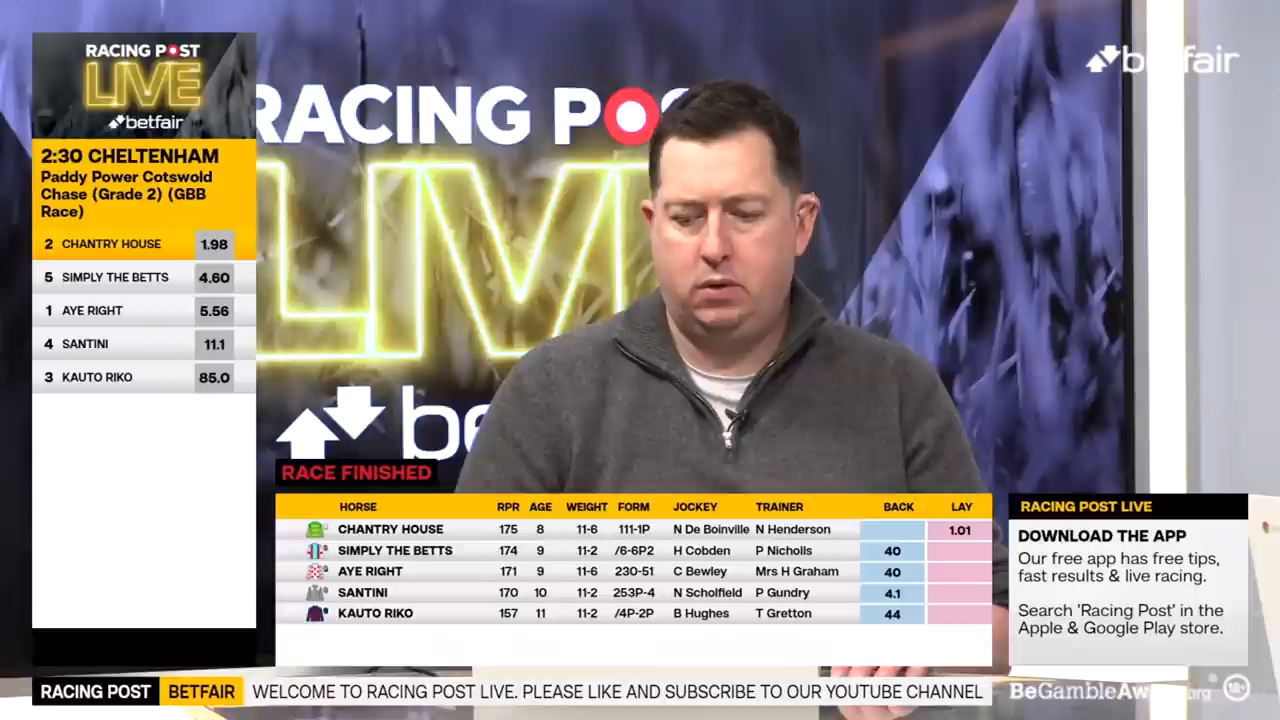 RACING POST
LIVE
betfair
2:30 CHELTENHAM
Paddy Power Cotswold
Chase (Grade 2) (GBB
Race)
2 CHANTRY HOUSE 1.98
5 SIMPLY THE BETTS 4.60
1 AYE RIGHT 5.56
4 SANTINI 11.1
3 KAUTO RIKO 85.0
betfair
RACING POS
LIV
be
RACE FINISHED
HORSE RPR AGE WEIGHT FORM JOCKEY TRAINER BACK LAY
CHANTRY HOUSE 175 8 11-6 111-1P N De Boinville N Henderson 1.01
SIMPLY THE BETTS 174 9 11-2 /6-6P2 H Cobden P Nicholls 40
AYE RIGHT 171 9 11-6 230-51 C Bewley Mrs H Graham 40
SANTINI 170 10 11-2 253P-4 N Scholfield P Gundry 4.1
KAUTO RIKO 157 11 11-2 /4P-2P B Hughes T Gretton 44
RACING POST LIVE
DOWNLOAD THE APP
Our free app has free tips,
fast results & live racing.
Search 'Racing Post' in the
Apple & Google Play store.
RACING POST BETFAIR WELCOME TO RACING POST LIVE. PLEASE LIKE AND SUBSCRIBE TO OUR YOUTUBE CHANNEL
BeGambleAware.org 18+